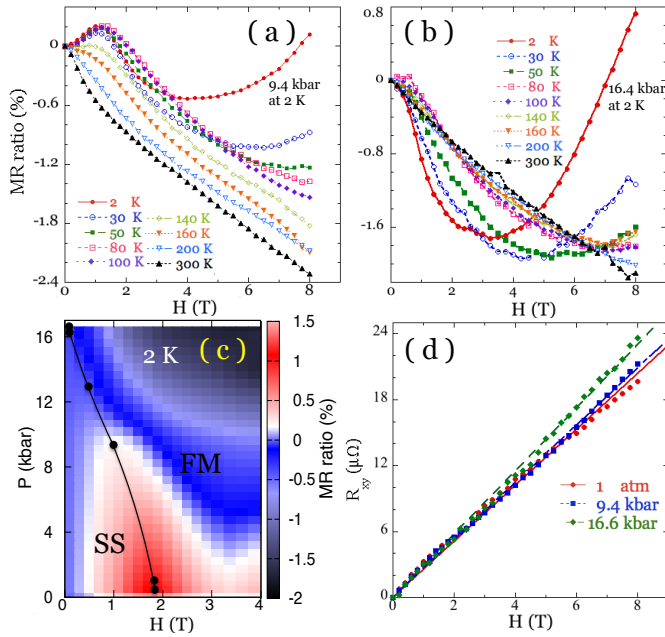 (a)
MR ratio (%)
0
-0.6
-1.2
-1.8
-2.4
9.4 kbar
at 2 K
2 K
30 K
50 K
80 K
100 K
140 K
160 K
200 K
300 K
0 2 4 6 8
H (T)
(b)
0.8
0
-0.8
-1.6
2 K
30 K
50 K
80 K
100 K
140 K
160 K
200 K
300 K
16.4 kbar
at 2 K
0 2 4 6 8
H (T)
(c)
2 K
P (kbar)
16
12
8
4
0
FM
SS
0 1 2 3 4
H (T)
1.5
1
0.5
0
-0.5
-1
-1.5
-2
MR ratio (%)
(d)
Rxy (μΩ)
24
18
12
6
0
1 atm
9.4 kbar
16.6 kbar
0 2 4 6 8
H (T)